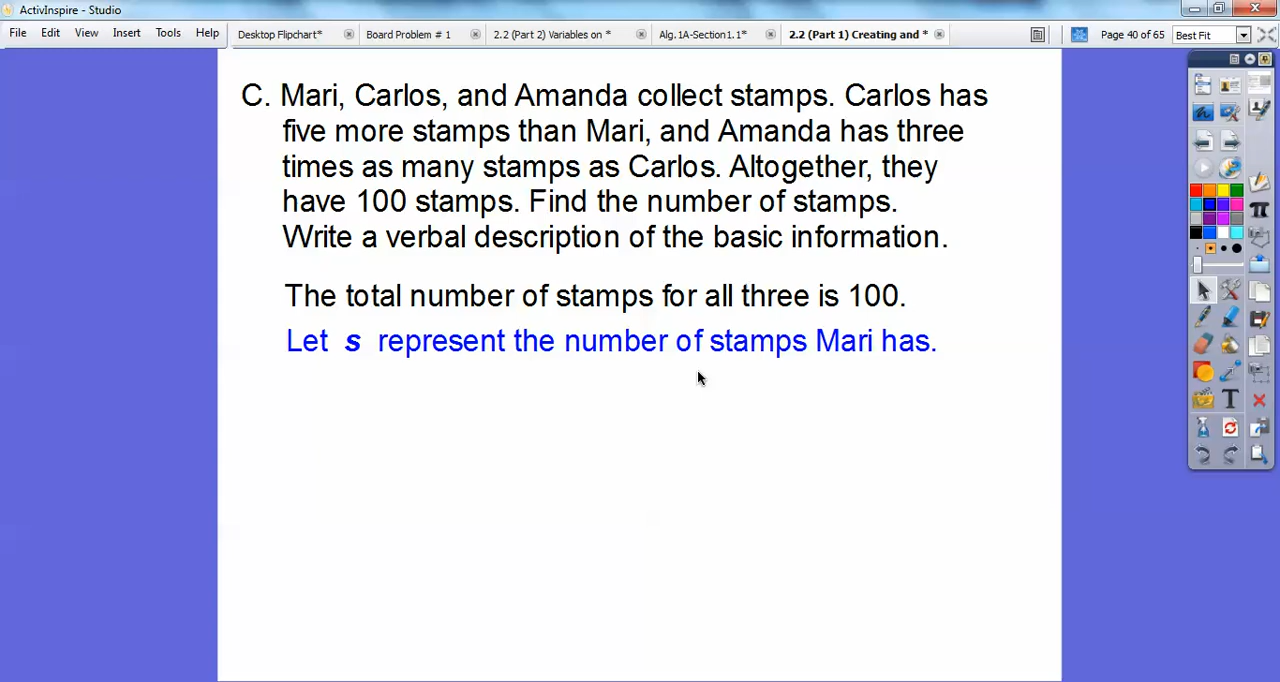 ActivInspire - Studio
File Edit View Insert Tools Help
Desktop Flipchart* Board Problem # 1 2.2 (Part 2) Variables on * Alg.1A-Section1.1* 2.2 (Part 1) Creating and * Page 40 of 65 Best Fit
C. Mari, Carlos, and Amanda collect stamps. Carlos has
five more stamps than Mari, and Amanda has three
times as many stamps as Carlos. Altogether, they
have 100 stamps. Find the number of stamps.
Write a verbal description of the basic information.
The total number of stamps for all three is 100.
Let s represent the number of stamps Mari has.